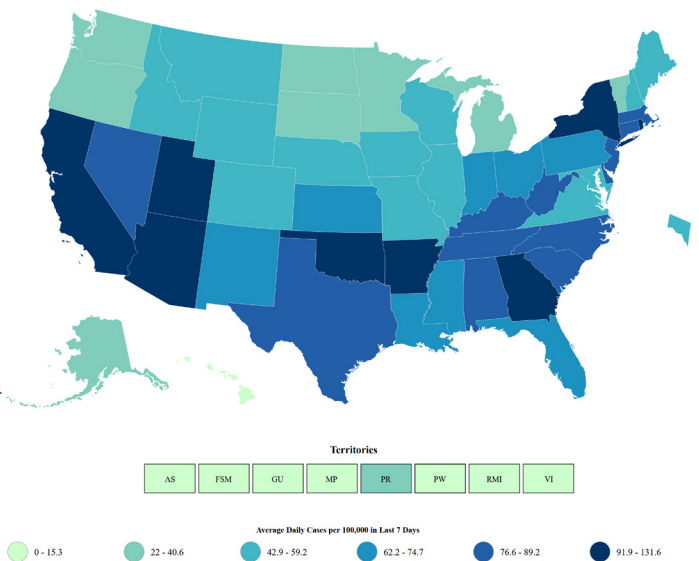 Territories
AS FSM GU MP PR PW RMI VI
Average Daily Cases per 100,000 in Last 7 Days
0 - 15.3 22 - 40.6 42.9 - 59.2 62.2 - 74.7 76.6 - 89.2 91.9 - 131.6